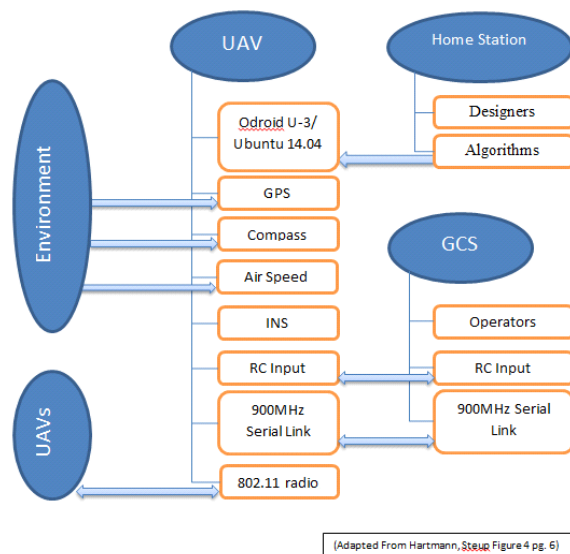 UAV
Home Station
Odroid U-3/
Ubuntu 14.04
Designers
Algorithms
Environment
GPS
Compass
Air Speed
GCS
INS
Operators
RC Input
RC Input
900MHz
Serial Link
900MHz Serial
Link
UAVs
802.11 radio
(Adapted From Hartmann, Steup Figure 4 pg. 6)